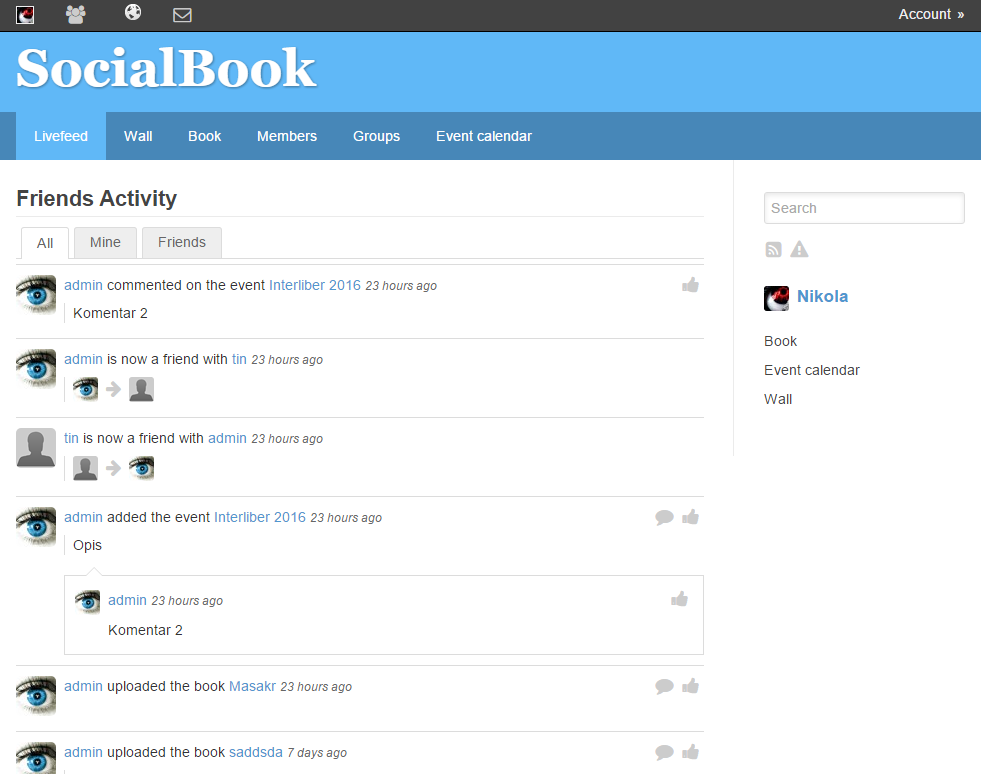 Account »
SocialBook
Livefeed Wall Book Members Groups Event calendar
Friends Activity
All Mine Friends
admin commented on the event Interliber 2016 23 hours ago
Komentar 2
admin is now a friend with tin 23 hours ago
tin is now a friend with admin 23 hours ago
admin added the event Interliber 2016 23 hours ago
Opis
admin 23 hours ago
Komentar 2
admin uploaded the book Masakr 23 hours ago
admin uploaded the book saddsda 7 days ago
Search
Nikola
Book
Event calendar
Wall